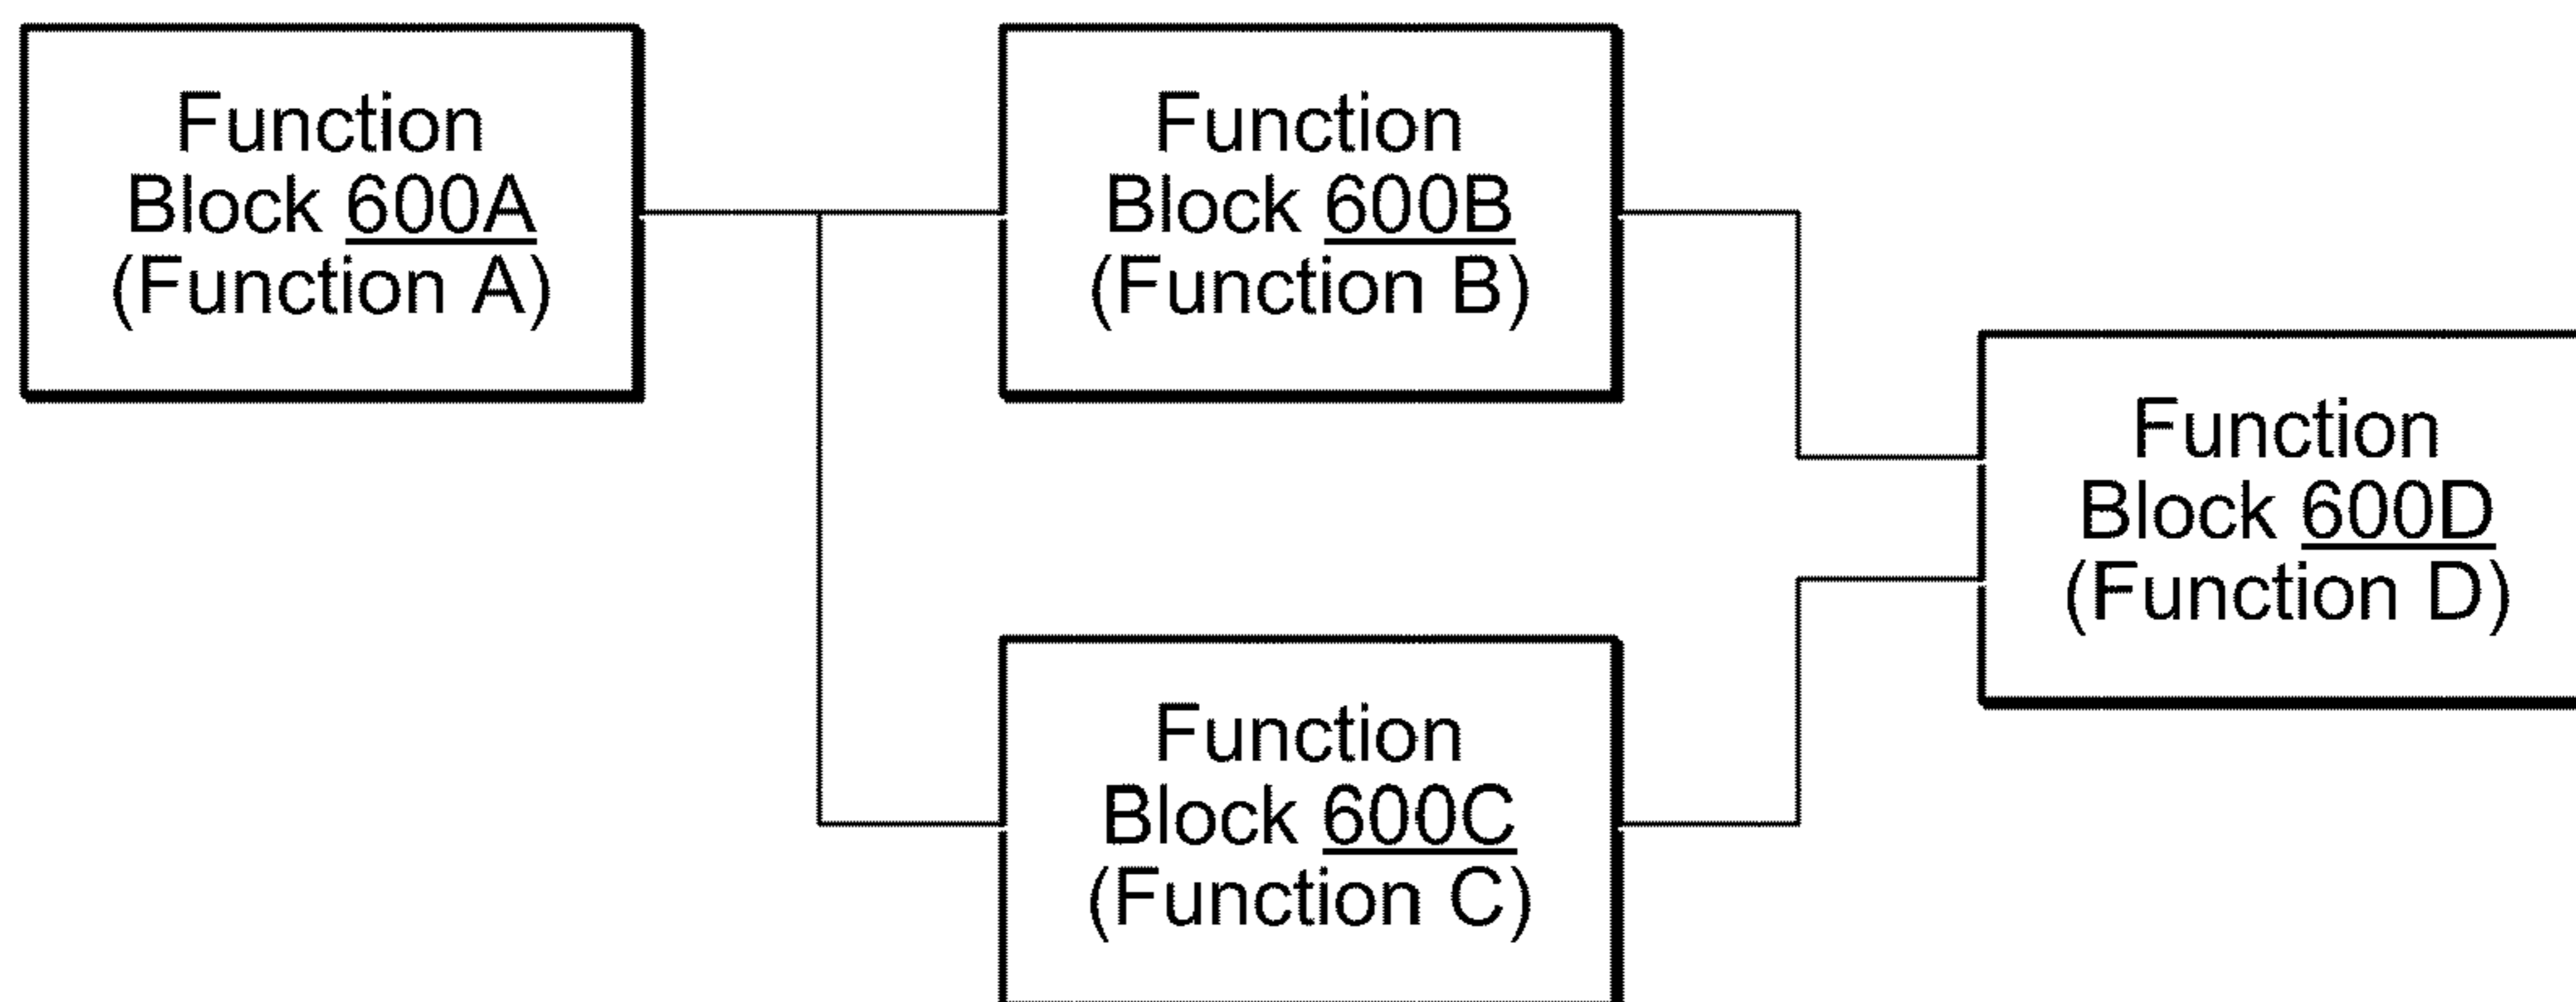 Function
Block 600A
(Function A)
Function
Block 600B
(Function B)
Function
Block 600C
(Function C)
Function
Block 600D
(Function D)